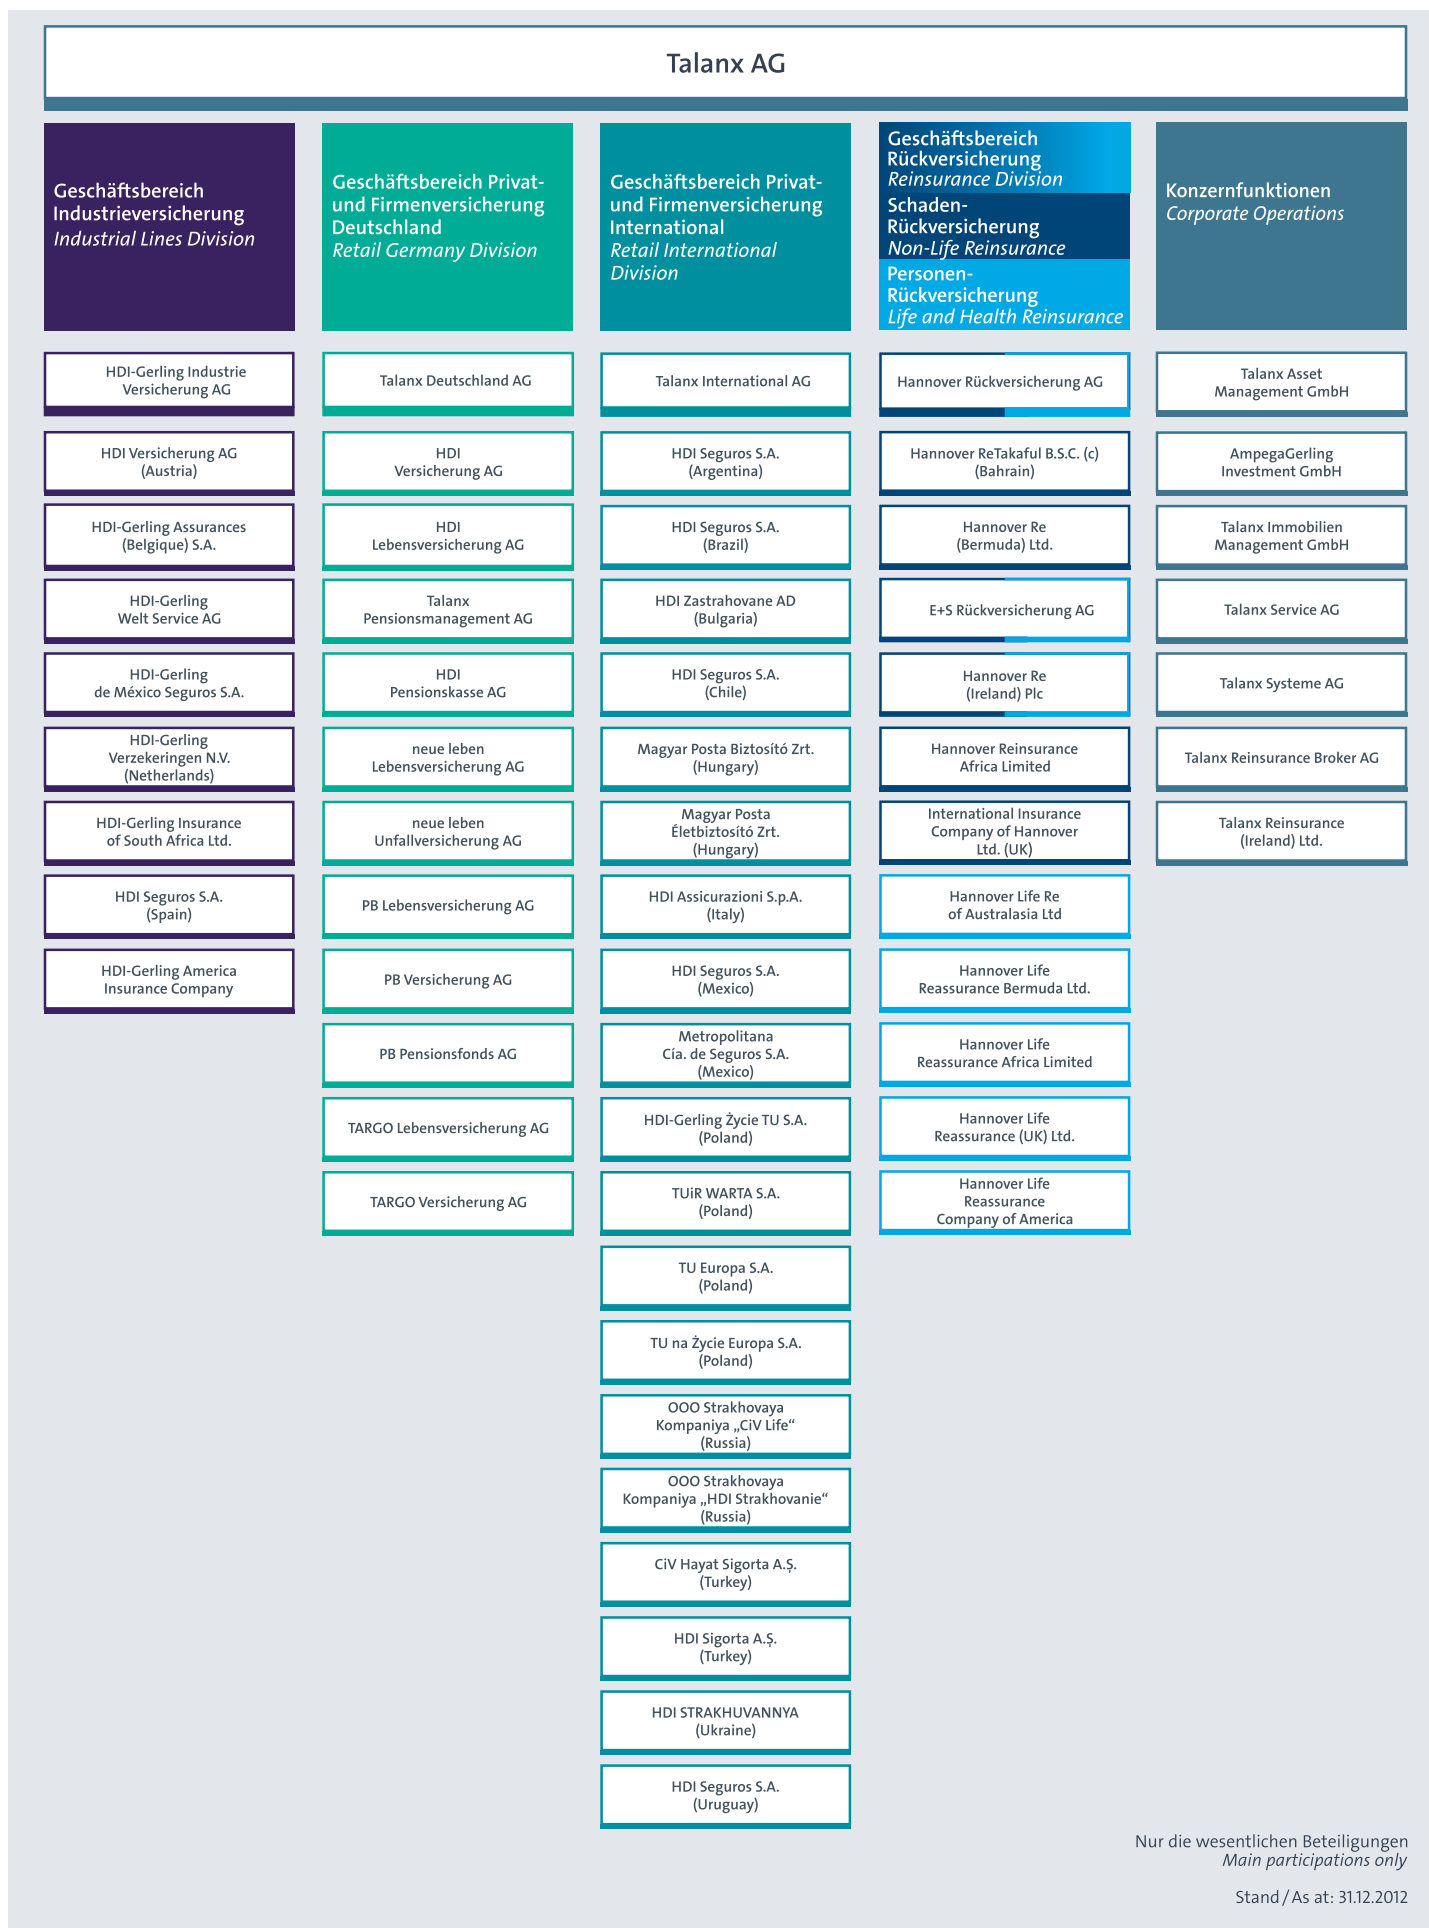 Talanx AG
Geschäftsbereich
Industrieversicherung
Industrial Lines Division
HDI-Gerling Industrie
Versicherung AG
HDI Versicherung AG
(Austria)
HDI-Gerling Assurances
(Belgique) S.A.
HDI-Gerling
Welt Service AG
HDI-Gerling
de México Seguros S.A.
HDI-Gerling
Verzekeringen N.V.
(Netherlands)
HDI-Gerling Insurance
of South Africa Ltd.
HDI Seguros S.A.
(Spain)
HDI-Gerling America
Insurance Company
Geschäftsbereich Privat-
und Firmenversicherung
Deutschland
Retail Germany Division
Talanx Deutschland AG
HDI
Versicherung AG
HDI
Lebensversicherung AG
Talanx
Pensionsmanagement AG
HDI
Pensionskasse AG
neue leben
Lebensversicherung AG
neue leben
Unfallversicherung AG
PB Lebensversicherung AG
PB Versicherung AG
PB Pensionsfonds AG
TARGO Lebensversicherung AG
TARGO Versicherung AG
Geschäftsbereich Privat-
und Firmenversicherung
International
Retail International
Division
Talanx International AG
HDI Seguros S.A.
(Argentina)
HDI Seguros S.A.
(Brazil)
HDI Zastrahovane AD
(Bulgaria)
HDI Seguros S.A.
(Chile)
Magyar Posta Biztosító Zrt.
(Hungary)
Magyar Posta
Életbiztosító Zrt.
(Hungary)
HDI Assicurazioni S.p.A.
(Italy)
HDI Seguros S.A.
(Mexico)
Metropolitana
Cía. de Seguros S.A.
(Mexico)
HDI-Gerling Życie TU S.A.
(Poland)
TUiR WARTA S.A.
(Poland)
TU Europa S.A.
(Poland)
TU na Życie Europa S.A.
(Poland)
OOO Strakhovaya
Kompaniya „CiV Life“
(Russia)
OOO Strakhovaya
Kompaniya „HDI Strakhovanie“
(Russia)
CiV Hayat Sigorta A.Ş.
(Turkey)
HDI Sigorta A.Ş.
(Turkey)
HDI STRAKHUVANNYA
(Ukraine)
HDI Seguros S.A.
(Uruguay)
Geschäftsbereich
Rückversicherung
Reinsurance Division
Schaden-
Rückversicherung
Non-Life Reinsurance
Personen-
Rückversicherung
Life and Health Reinsurance
Hannover Rückversicherung AG
Hannover ReTakaful B.S.C. (c)
(Bahrain)
Hannover Re
(Bermuda) Ltd.
E+S Rückversicherung AG
Hannover Re
(Ireland) Plc
Hannover Reinsurance
Africa Limited
International Insurance
Company of Hannover
Ltd. (UK)
Hannover Life Re
of Australasia Ltd
Hannover Life
Reassurance Bermuda Ltd.
Hannover Life
Reassurance Africa Limited
Hannover Life
Reassurance (UK) Ltd.
Hannover Life
Reassurance
Company of America
Konzernfunktionen
Corporate Operations
Talanx Asset
Management GmbH
AmpegaGerling
Investment GmbH
Talanx Immobilien
Management GmbH
Talanx Service AG
Talanx Systeme AG
Talanx Reinsurance Broker AG
Talanx Reinsurance
(Ireland) Ltd.
Nur die wesentlichen Beteiligungen
Main participations only
Stand / As at: 31.12.2012